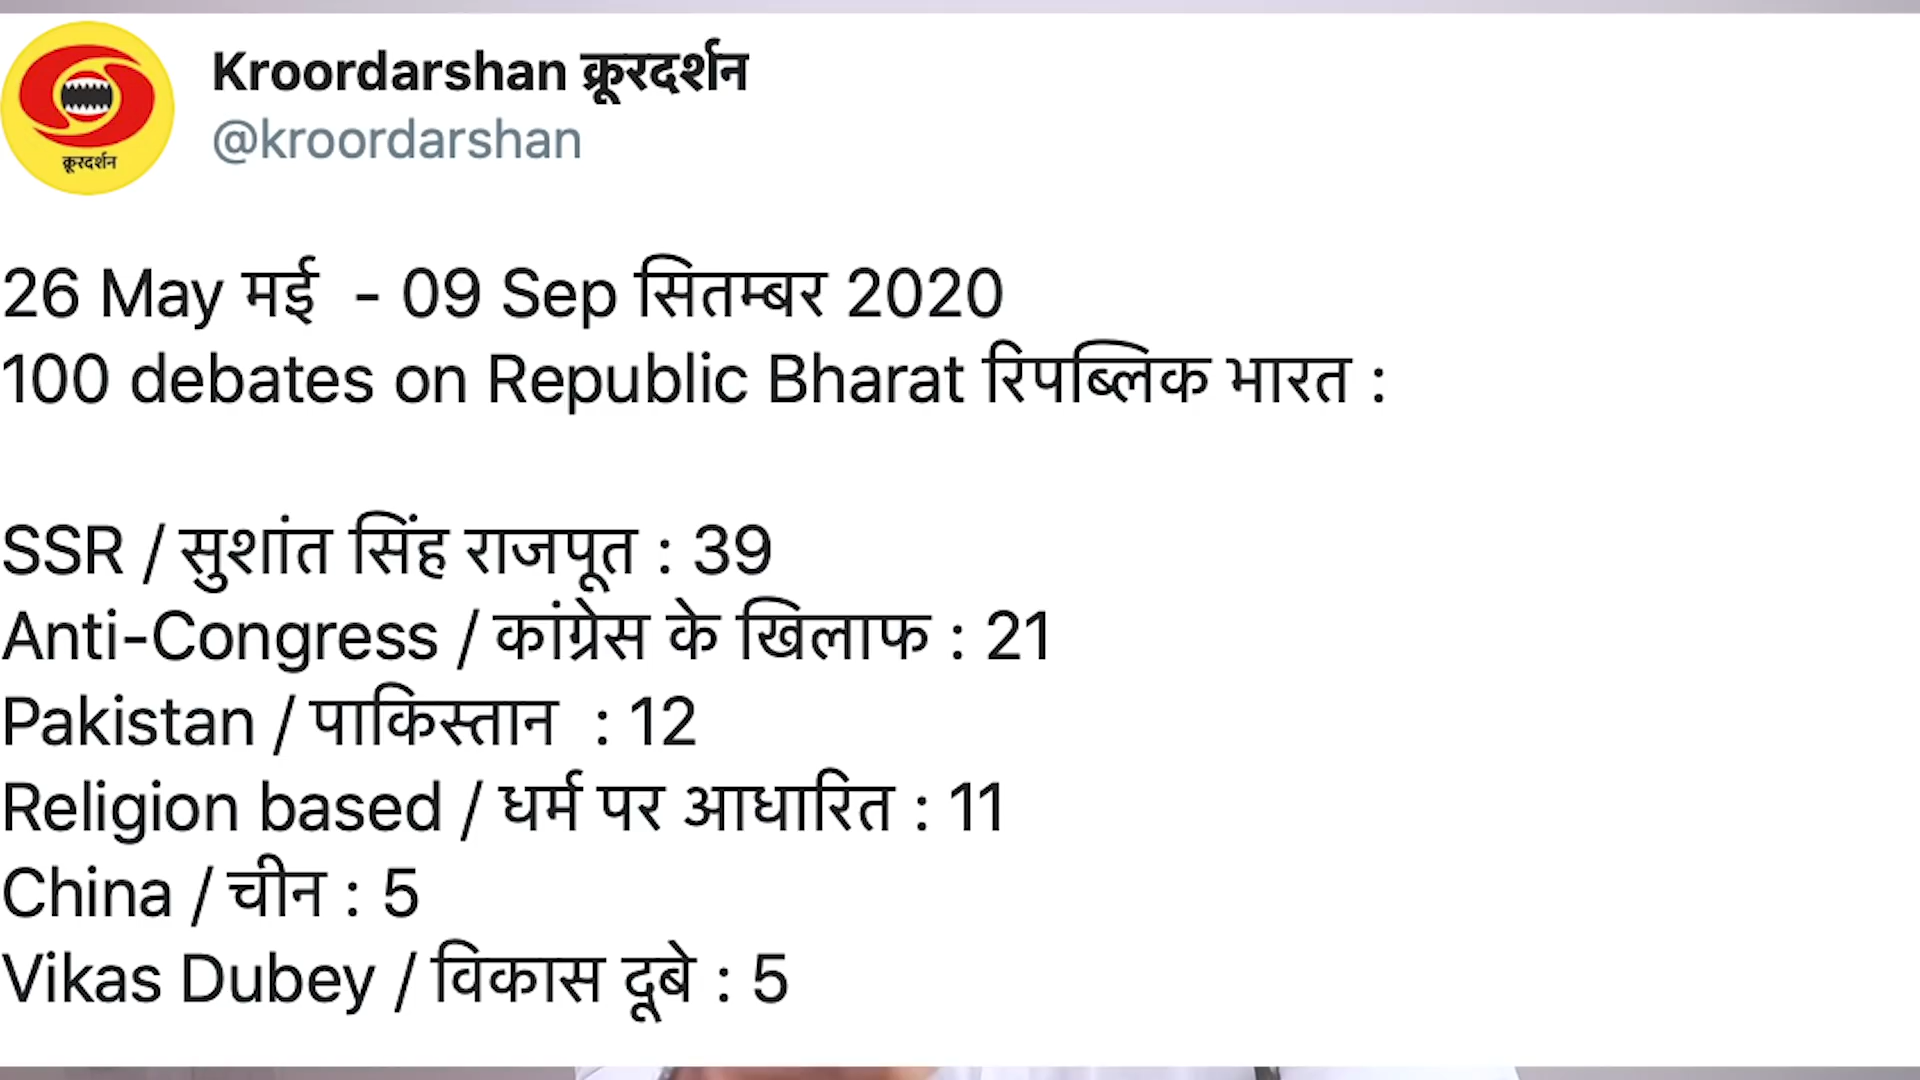 Kroordarshan क्रूरदर्शन
@kroordarshan
क्रूरदर्शन
26 May मई - 09 Sep सितम्बर 2020
100 debates on Republic Bharat रिपब्लिक भारत :
SSR / सुशांत सिंह राजपूत : 39
Anti-Congress / कांग्रेस के खिलाफ : 21
Pakistan / पाकिस्तान : 12
Religion based / धर्म पर आधारित : 11
China / चीन : 5
Vikas Dubey / विकास दूबे : 5